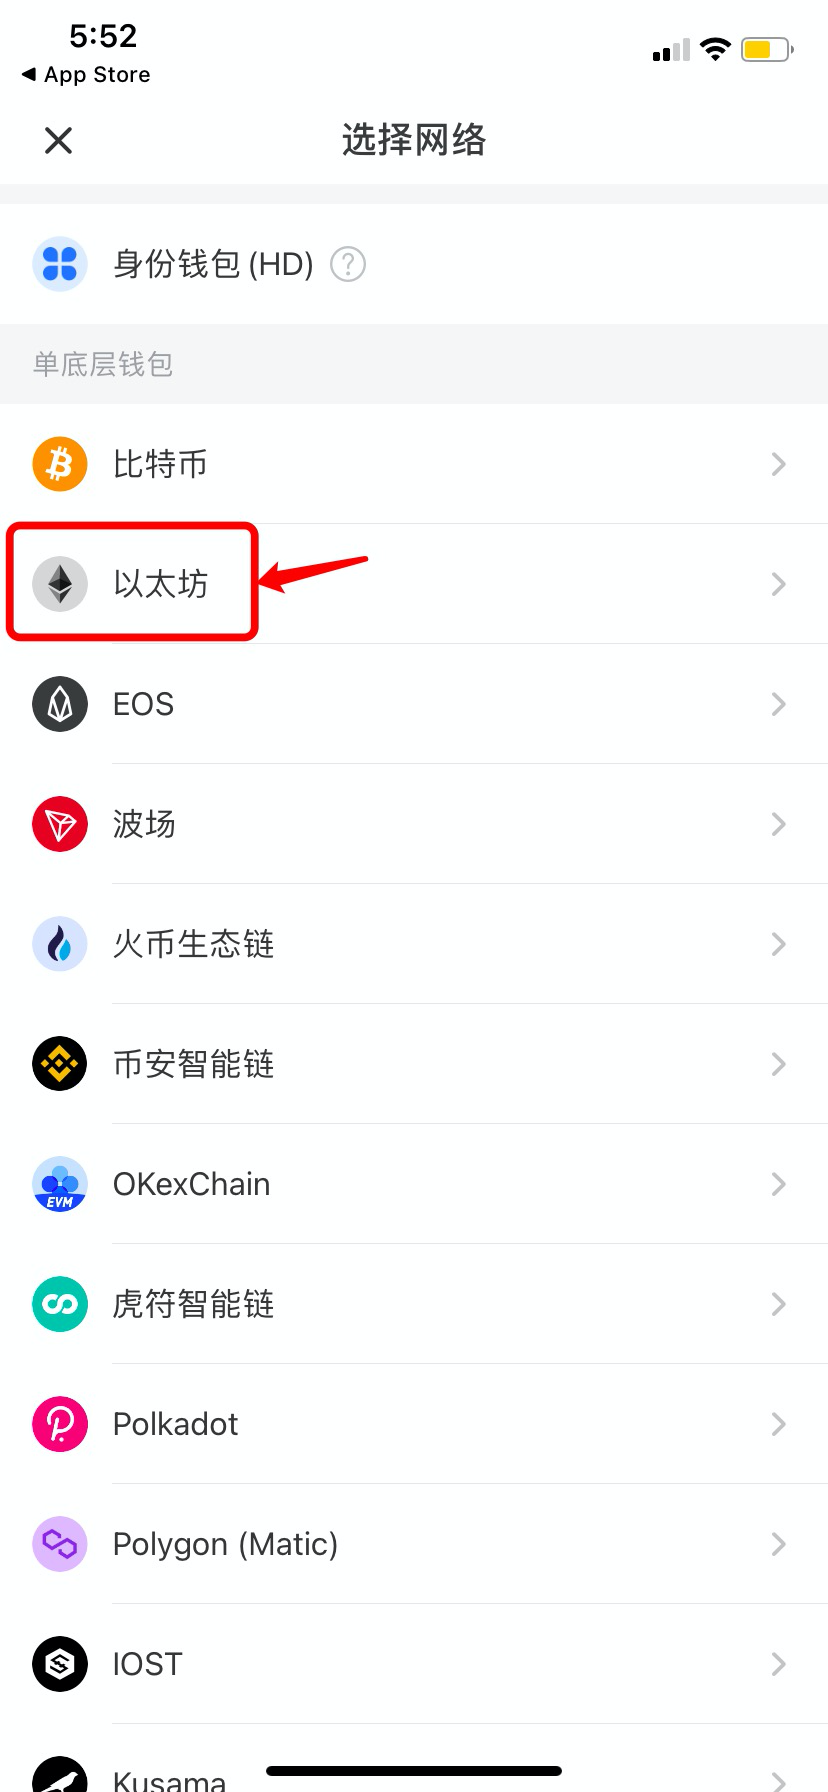 5:52
◀ App Store
选择网络
身份钱包 (HD) ?
单底层钱包
比特币
以太坊
EOS
波场
火币生态链
币安智能链
EVM
OKexChain
虎符智能链
Polkadot
Polygon (Matic)
IOST
Kusama